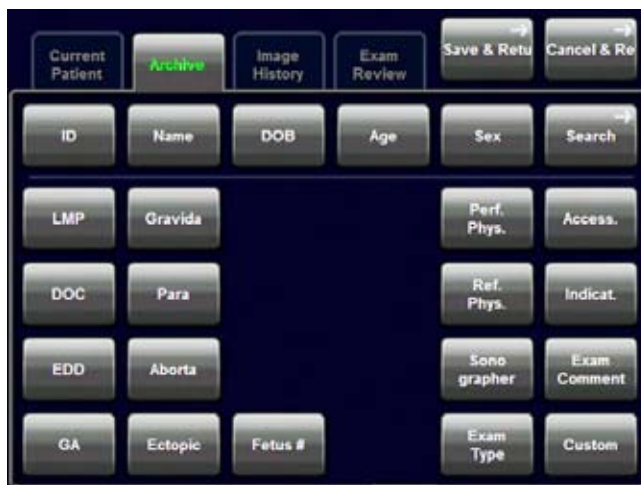 Current Patient
Archive
Image History
Exam Review
Save & Retu
Cancel & Re
ID
Name
DOB
Age
Sex
Search
LMP
Gravida
Perf. Phys.
Access.
DOC
Para
Ref. Phys.
Indicat.
EDD
Aborta
Sono grapher
Exam Comment
GA
Ectopic
Fetus #
Exam Type
Custom